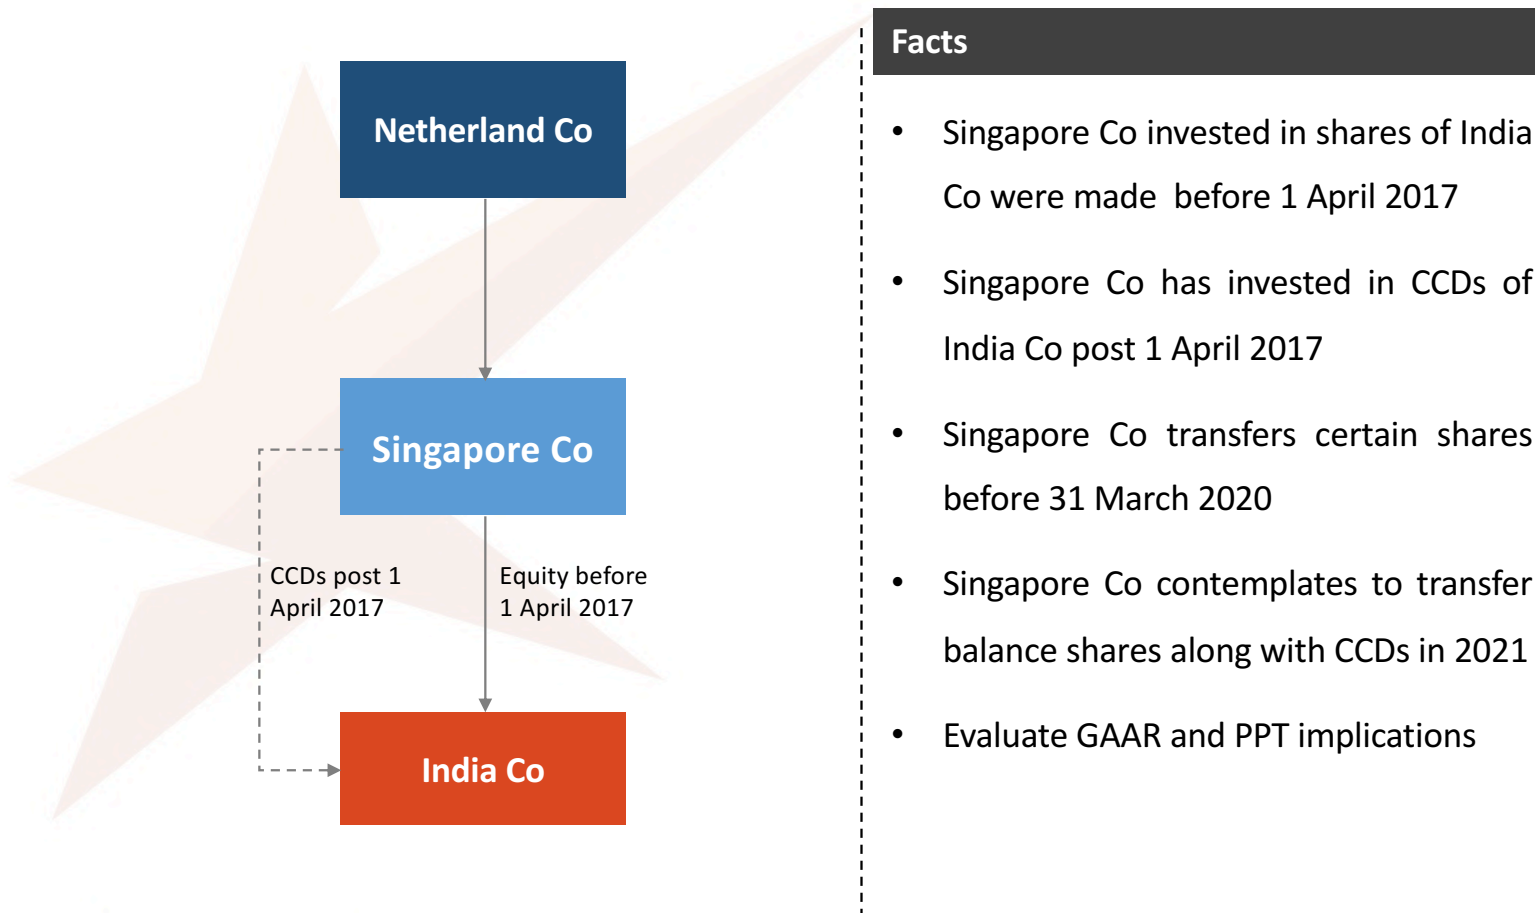 Netherland Co
Singapore Co
CCDs post 1
April 2017
Equity before
1 April 2017
India Co
Facts
• Singapore Co invested in shares of India
Co were made before 1 April 2017
• Singapore Co has invested in CCDs of
India Co post 1 April 2017
• Singapore Co transfers certain shares
before 31 March 2020
• Singapore Co contemplates to transfer
balance shares along with CCDs in 2021
• Evaluate GAAR and PPT implications